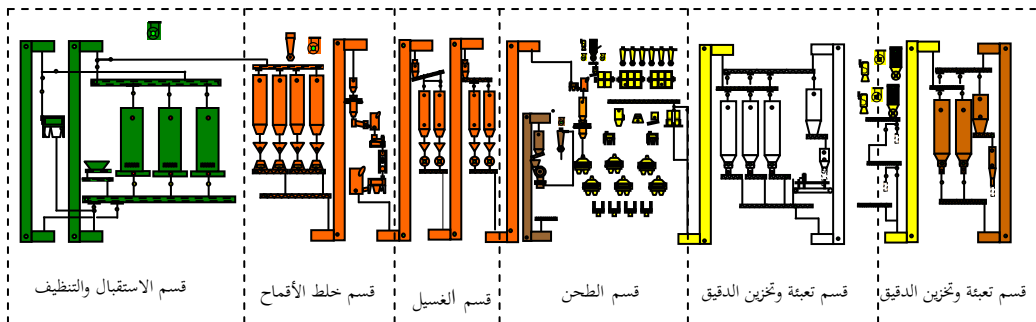 قسم تعبئة وتخزين الدقيق
قسم تعبئة وتخزين الدقيق
قسم الطحن
قسم الغسيل
قسم خلط الأقماح
قسم الاستقبال والتنظيف